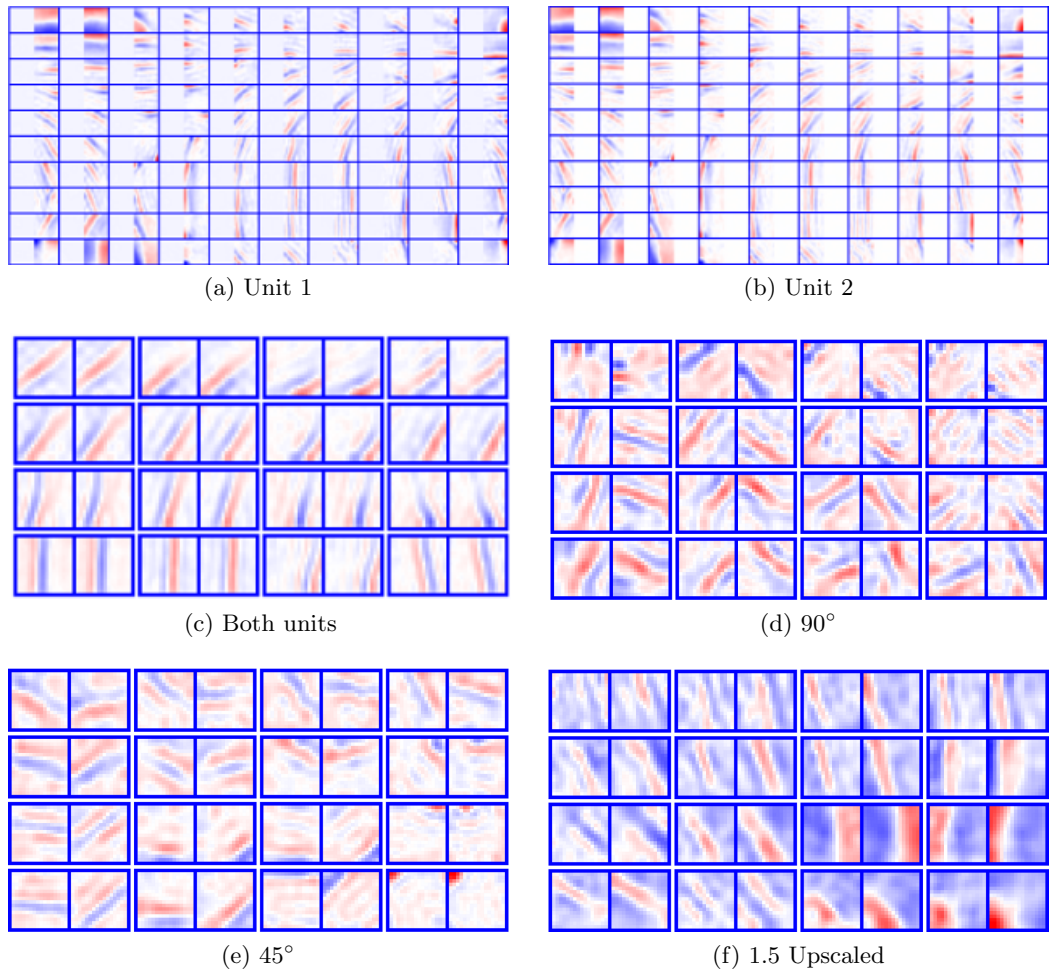 (a) Unit 1
(b) Unit 2
(c) Both units
(d) 90°
(e) 45°
(f) 1.5 Upscaled